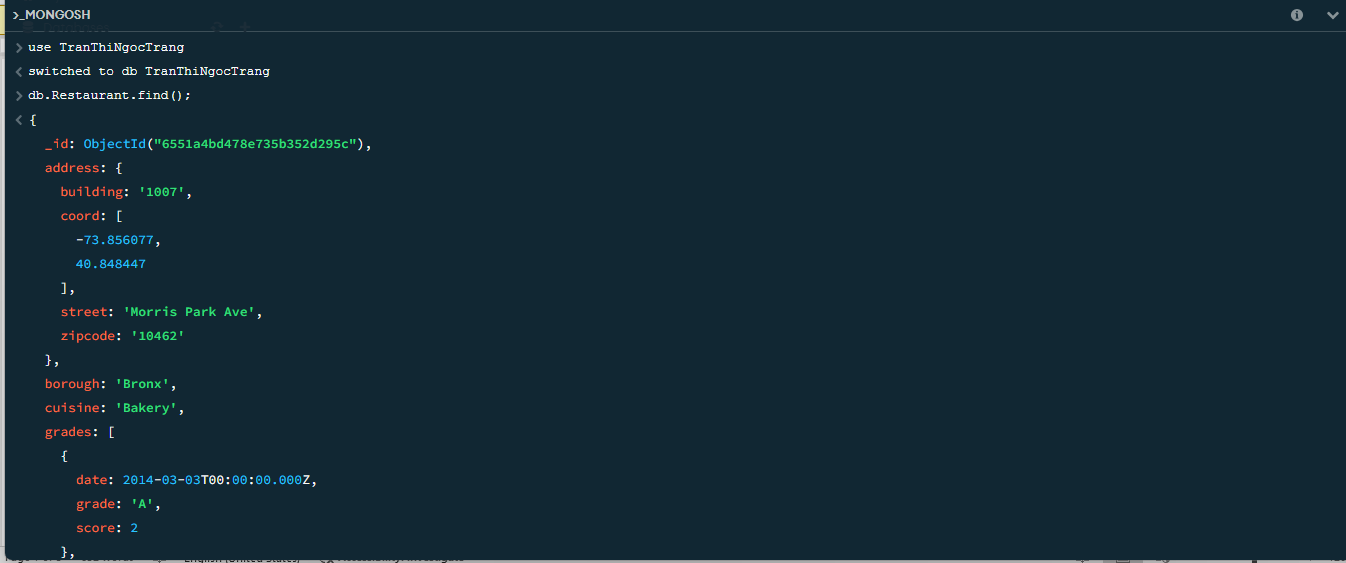 >_MONGOSH
> use TranThiNgocTrang
< switched to db TranThiNgocTrang
> db.Restaurant.find();
< {
_id: ObjectId("6551a4bd478e735b352d295c"),
address: {
building: '1007',
coord: [
-73.856077,
40.848447
],
street: 'Morris Park Ave',
zipcode: '10462'
},
borough: 'Bronx',
cuisine: 'Bakery',
grades: [
{
date: 2014-03-03T00:00:00.000Z,
grade: 'A',
score: 2
},